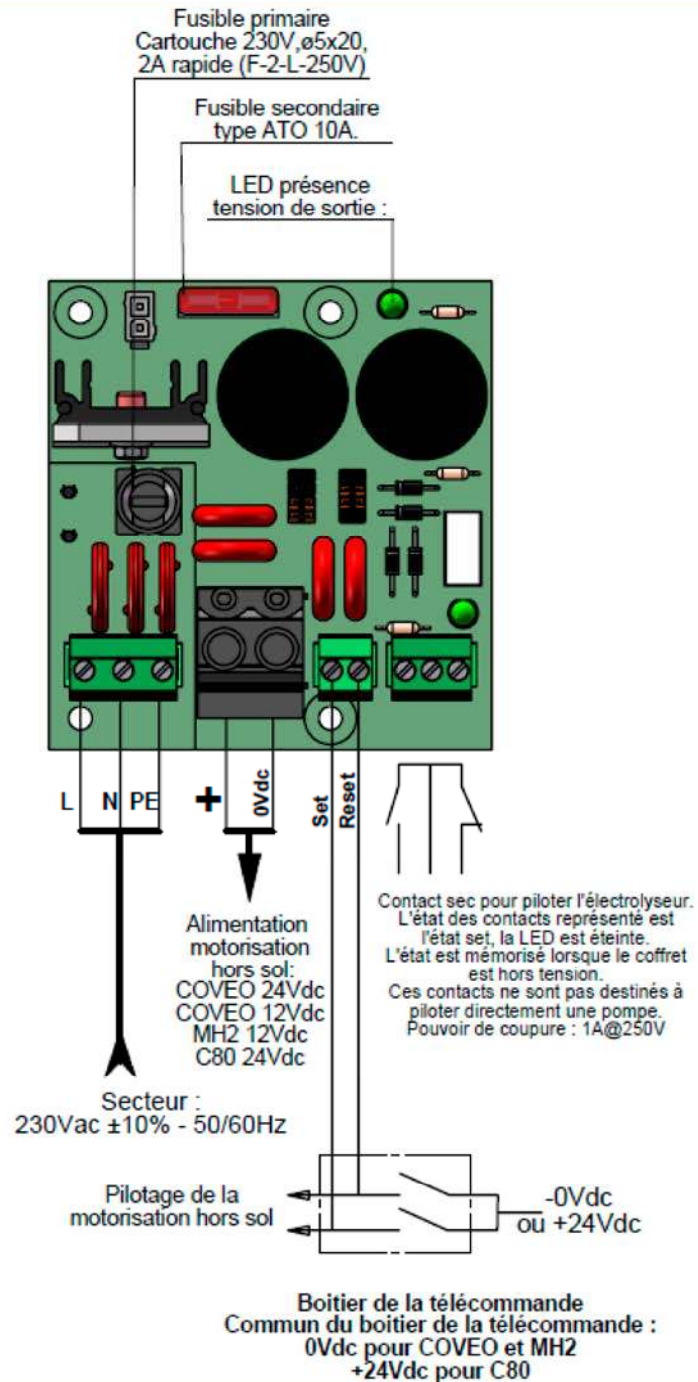 Fusible primaire
Cartouche 230V,ø5x20,
2A rapide (F-2-L-250V)
Fusible secondaire
type ATO 10A.
LED présence
tension de sortie :
L N PE + 0Vdc Set Reset
Alimentation
motorisation
hors sol:
COVEO 24Vdc
COVEO 12Vdc
MH2 12Vdc
C80 24Vdc
Contact sec pour piloter l'électrolyseur.
L'état des contacts représenté est
l'état set, la LED est éteinte.
L'état est mémorisé lorsque le coffret
est hors tension.
Ces contacts ne sont pas destinés à
piloter directement une pompe.
Pouvoir de coupure : 1A@250V
Secteur :
230Vac ±10% - 50/60Hz
Pilotage de la
motorisation hors sol
-0Vdc
ou +24Vdc
Boitier de la télécommande
Commun du boitier de la télécommande :
0Vdc pour COVEO et MH2
+24Vdc pour C80